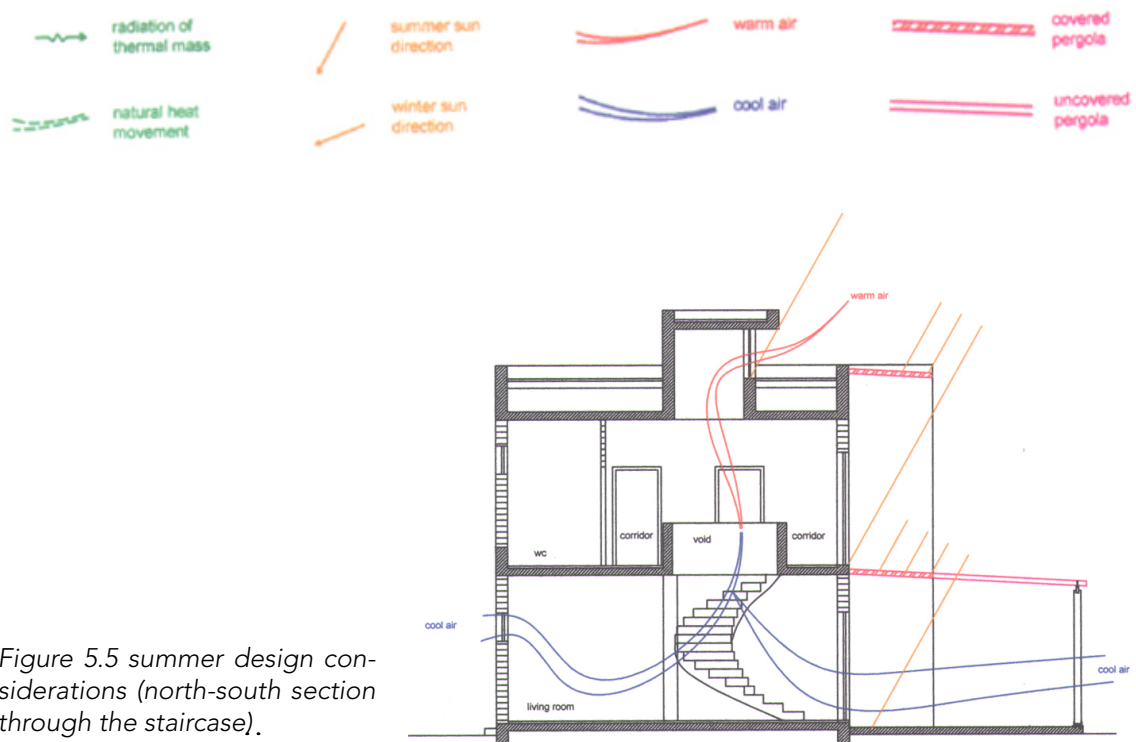 radiation of
thermal mass
summer sun
direction
warm air
covered
pergola
natural heat
movement
winter sun
direction
cool air
uncovered
pergola
warm air
corridor
void
corridor
wc
cool air
cool air
living room
Figure 5.5 summer design con-
siderations (north-south section
through the staircase).